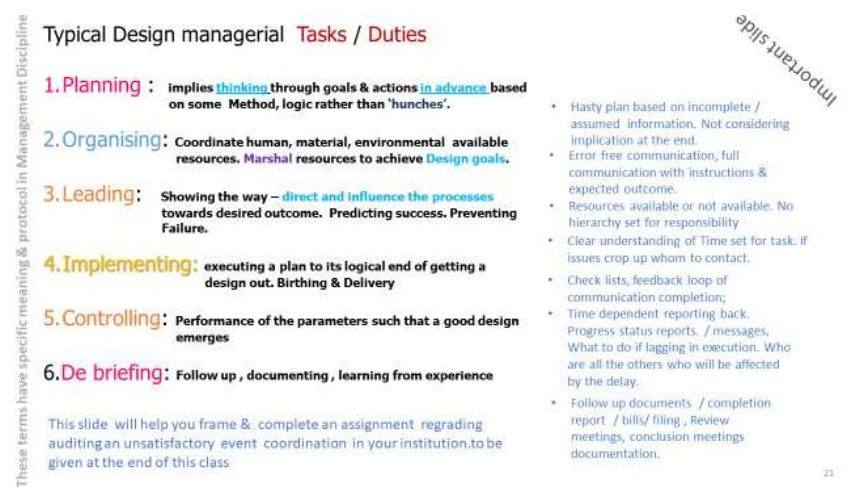 These terms have specific meaning & protocol in Management Discipline
Typical Design managerial Tasks / Duties
Important slide
1.Planning : implies thinking through goals & actions in advance based
on some Method, logic rather than 'hunches'.
2.Organising: Coordinate human, material, environmental available
resources. Marshal resources to achieve Design goals.
3.Leading: Showing the way – direct and influence the processes
towards desired outcome. Predicting success. Preventing
Failure.
4.Implementing: executing a plan to its logical end of getting a
design out. Birthing & Delivery
5.Controlling: Performance of the parameters such that a good design
emerges
6.De briefing: Follow up , documenting , learning from experience
This slide will help you frame & complete an assignment regrading
auditing an unsatisfactory event coordination in your institution.to be
given at the end of this class
• Hasty plan based on incomplete /
assumed information. Not considering
implication at the end.
• Error free communication, full
communication with instructions &
expected outcome.
• Resources available or not available. No
hierarchy set for responsibility
• Clear understanding of Time set for task. If
issues crop up whom to contact.
• Check lists, feedback loop of
communication completion;
• Time dependent reporting back.
Progress status reports. / messages,
What to do if lagging in execution. Who
are all the others who will be affected
by the delay.
• Follow up documents / completion
report / bills/ filing , Review
meetings, conclusion meetings
documentation.
21